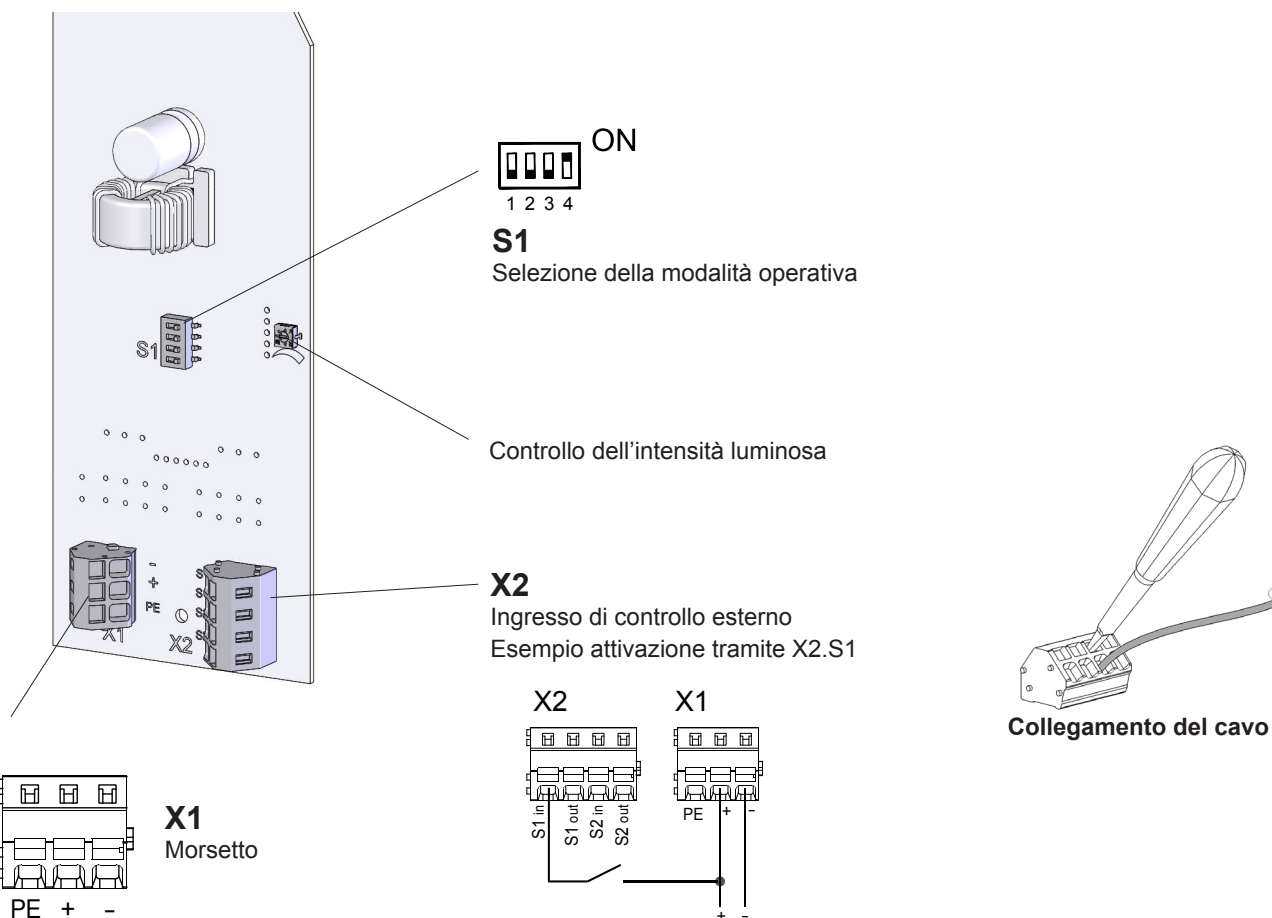 ON
1 2 3 4
S1
Selezione della modalità operativa
S1
Controllo dell'intensità luminosa
-
+
PE
X1
X2
X2
Ingresso di controllo esterno
Esempio attivazione tramite X2.S1
X2 X1
S1 in
S1 out
S2 in
S2 out
PE + -
+ -
Collegamento del cavo
X1
Morsetto
PE + -